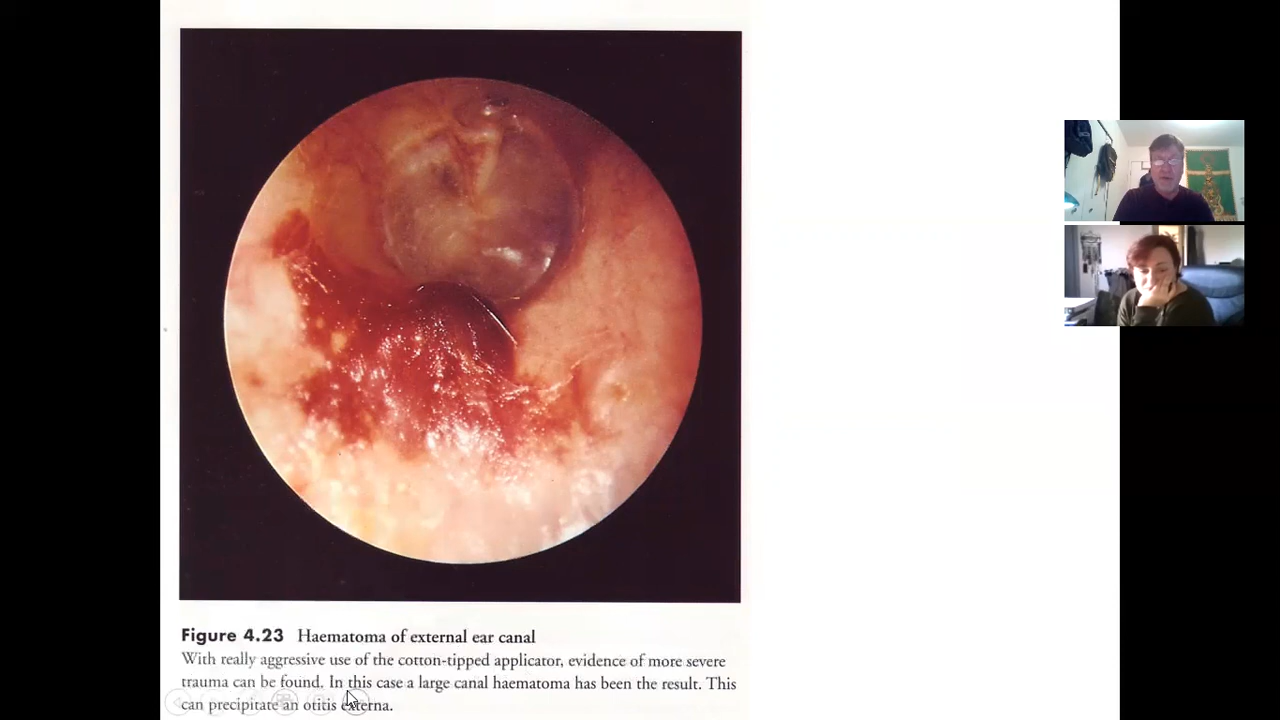 Figure 4.23 Haematoma of external ear canal
With really aggressive use of the cotton-tipped applicator, evidence of more severe
trauma can be found. In this case a large canal haematoma has been the result. This
can precipitate an otitis externa.